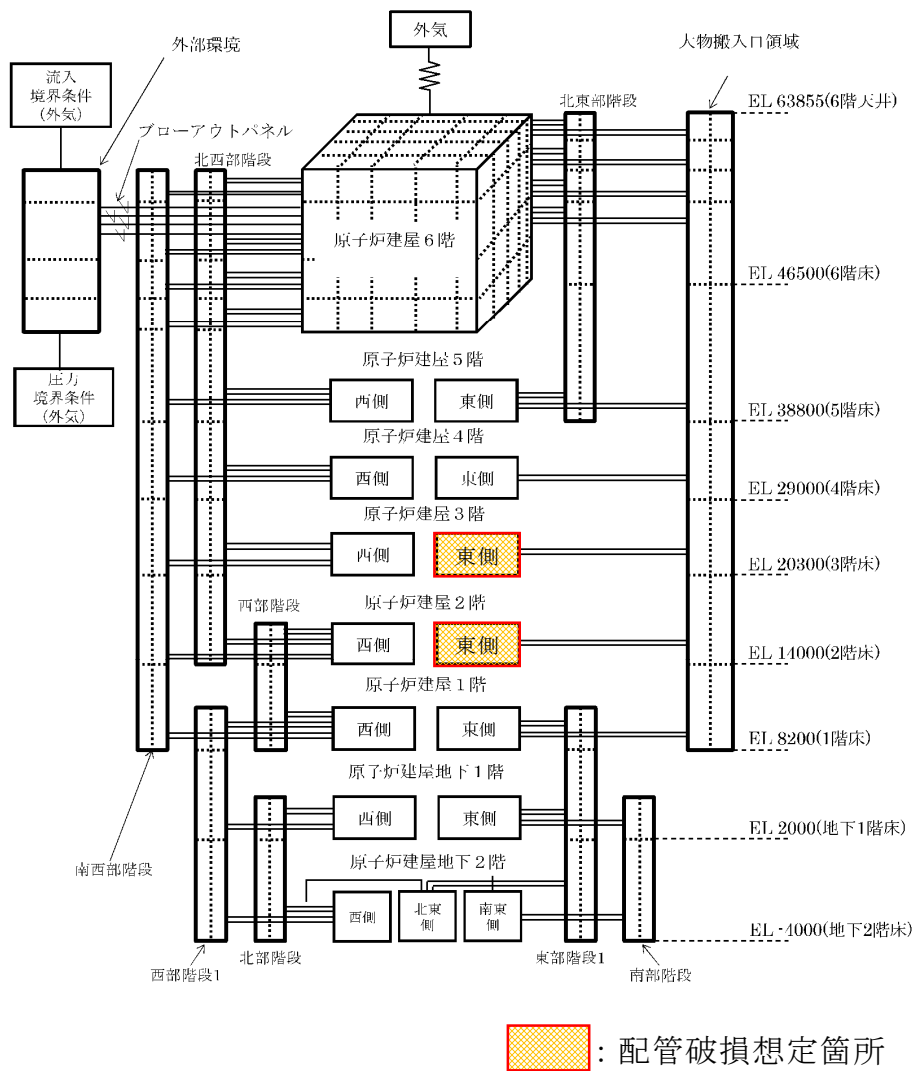 外気
外部環境
大物搬入口領域
流入
境界条件
(外気)
ブローアウトパネル
北西部階段
北東部階段
EL 63855(6階天井)
原子炉建屋6階
EL 46500(6階床)
圧力
境界条件
(外気)
原子炉建屋5階
西側
東側
EL 38800(5階床)
原子炉建屋4階
西側
東側
EL 29000(4階床)
原子炉建屋3階
西側
東側
EL 20300(3階床)
西部階段
原子炉建屋2階
西側
東側
EL 14000(2階床)
原子炉建屋1階
西側
東側
EL 8200(1階床)
原子炉建屋地下1階
西側
東側
EL 2000(地下1階床)
南西部階段
原子炉建屋地下2階
西側
北東
側
南東
側
EL -4000(地下2階床)
西部階段1
北部階段
東部階段1
南部階段
: 配管破損想定箇所